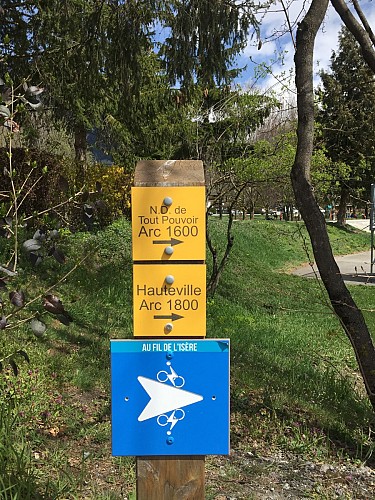 N.D. de
Tout Pouvoir
Arc 1600
Hauteville
Arc 1800
AU FIL DE L'ISÈRE